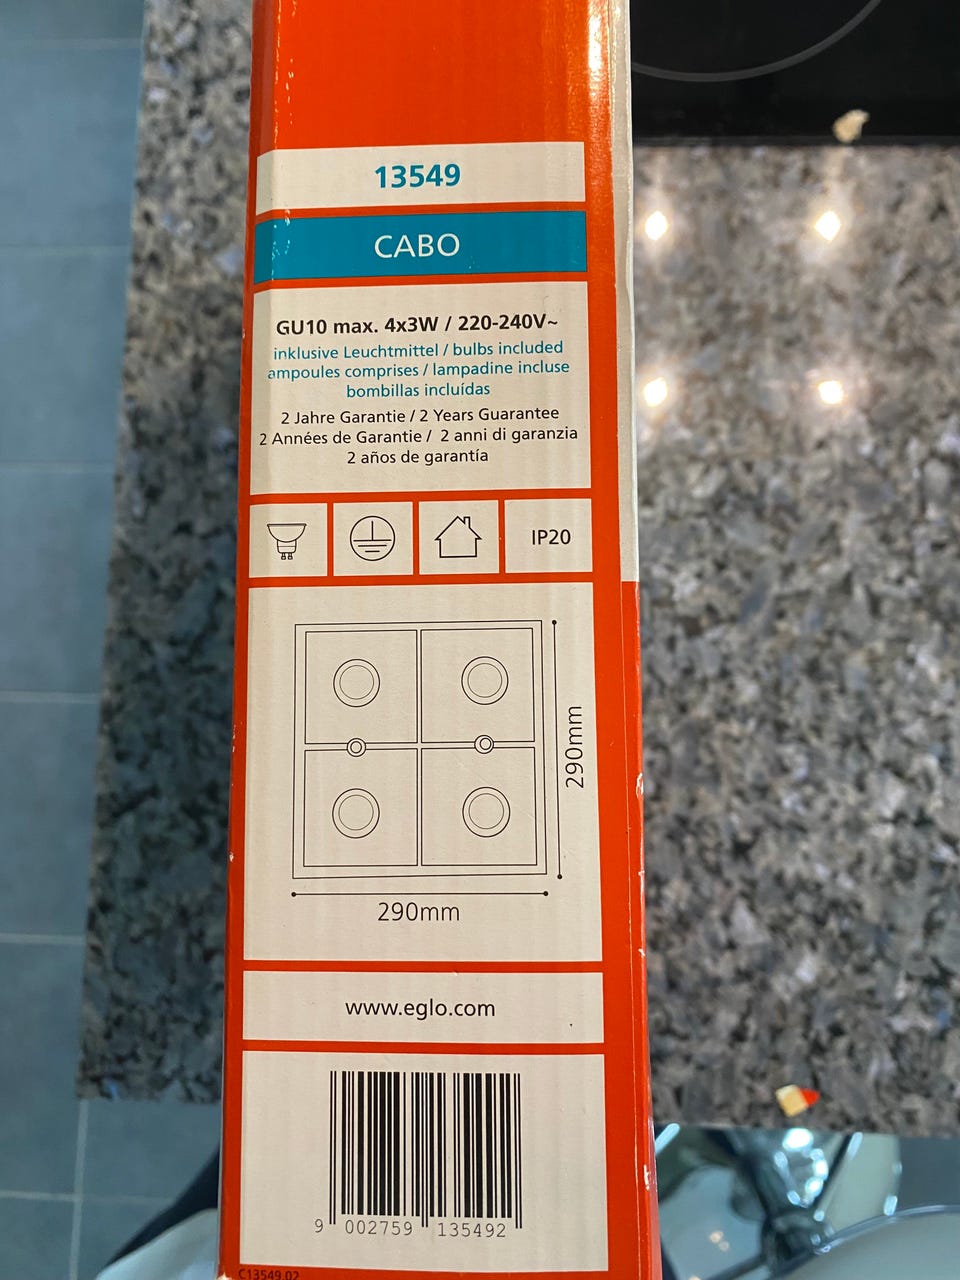 13549
CABO
GU10 max. 4x3W / 220-240V~
inklusive Leuchtmittel / bulbs included
ampoules comprises / lampadine incluse
bombillas incluídas
2 Jahre Garantie / 2 Years Guarantee
2 Années de Garantie / 2 anni di garanzia
2 años de garantía
IP20
290mm
290mm
www.eglo.com
9 002759 135492
C13549.02